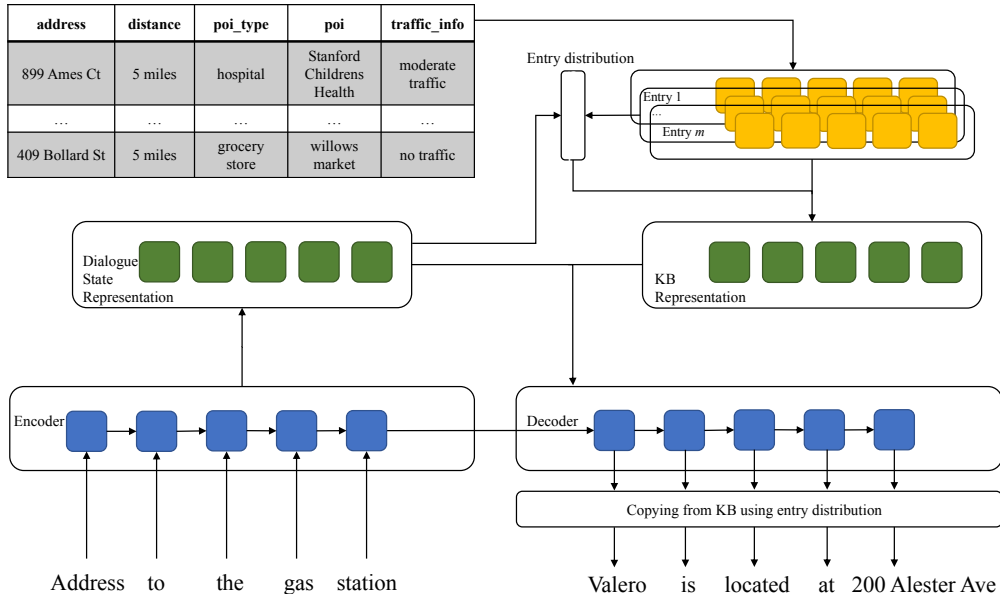 address distance poi_type poi traffic_info
899 Ames Ct 5 miles hospital Stanford Childrens Health moderate traffic
... ... ... ... ...
409 Bollard St 5 miles grocery store willows market no traffic
Entry distribution
Entry 1
...
Entry m
Dialogue
State
Representation
KB
Representation
Encoder
Decoder
Copying from KB using entry distribution
Address to the gas station
Valero is located at 200 Alester Ave